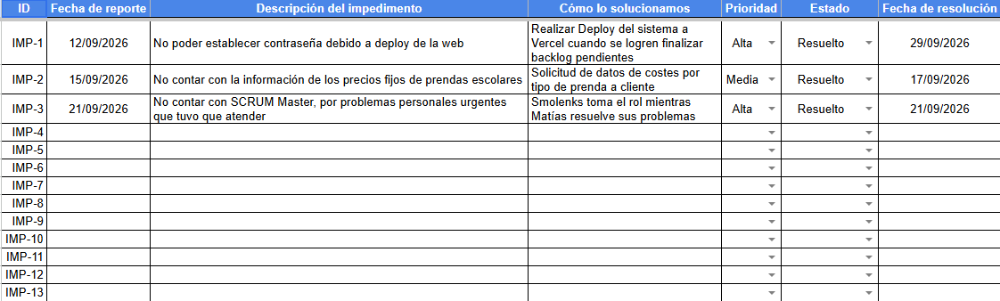 ID Fecha de reporte Descripción del impedimento Cómo lo solucionamos Prioridad Estado Fecha de resolución
IMP-1 12/09/2026 No poder establecer contraseña debido a deploy de la web
Realizar Deploy del sistema a
Vercel cuando se logren finalizar
backlog pendientes
Alta Resuelto 29/09/2026
IMP-2 15/09/2026 No contar con la información de los precios fijos de prendas escolares
Solicitud de datos de costes por
tipo de prenda a cliente
Media Resuelto 17/09/2026
IMP-3 21/09/2026
No contar con SCRUM Master, por problemas personales urgentes
que tuvo que atender
Smolenks toma el rol mientras
Matías resuelve sus problemas
Alta Resuelto 21/09/2026
IMP-4
IMP-5
IMP-6
IMP-7
IMP-8
IMP-9
IMP-10
IMP-11
IMP-12
IMP-13